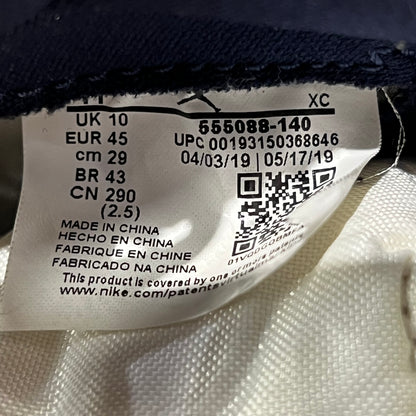 XC
UK 10
EUR 45
cm 29
BR 43
CN 290
(2.5)
555088-140
UPC 00193150368646
04/03/19 | 05/17/19
MADE IN CHINA
HECHO EN CHINA
FABRIQUE EN CHINE
FABRICADO NA CHINA
This product is covered by one or more
www.nike.com/patents